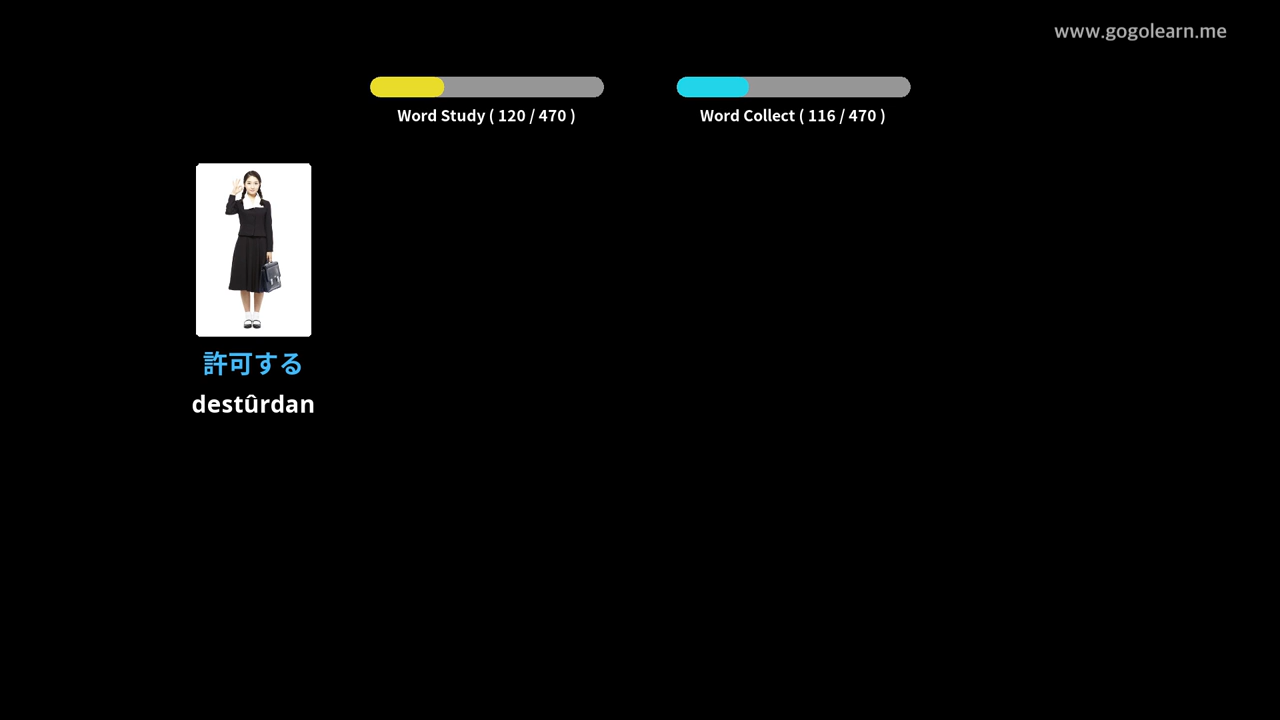 www.gogolearn.me
Word Study ( 120 / 470 )
Word Collect ( 116 / 470 )
許可する
destûrdan